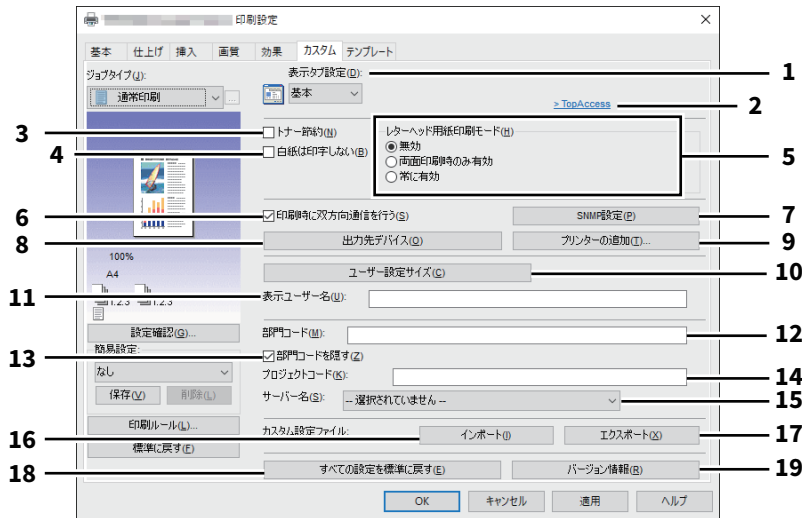 印刷設定
基本 仕上げ 挿入 画質 効果 カスタム テンプレート
ジョブタイプ(J):
通常印刷
...
表示タブ設定(D):
基本
1
> TopAccess
2
3
トナー節約(N)
4
白紙は印字しない(B)
レターヘッド用紙印刷モード(H)
無効
両面印刷時のみ有効
常に有効
5
6
印刷時に双方向通信を行う(S)
SNMP設定(P)
7
8
出力先デバイス(O)
プリンターの追加(T)...
9
100%
A4
1.2.3 1.2.3
ユーザー設定サイズ(C)
10
11
表示ユーザー名(U):
設定確認(G)...
部門コード(M):
12
13
部門コードを隠す(Z)
簡易設定:
なし
保存(V) 削除(L)
プロジェクトコード(K):
14
サーバー名(S):
-- 選択されていません --
15
印刷ルール(L)...
標準に戻す(F)
16
カスタム設定ファイル:
インポート(I)
エクスポート(X)
17
18
すべての設定を標準に戻す(E)
バージョン情報(R)
19
OK キャンセル 適用 ヘルプ